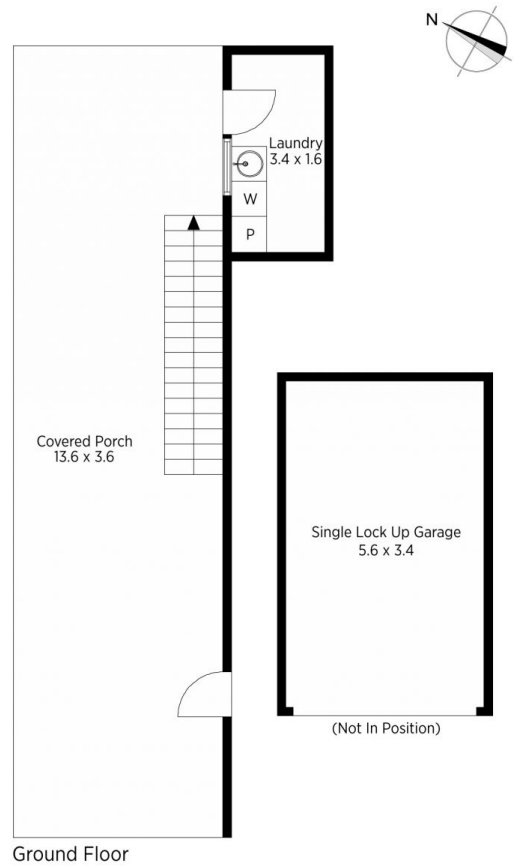 N
Laundry
3.4 x 1.6
W
P
Covered Porch
13.6 x 3.6
Single Lock Up Garage
5.6 x 3.4
(Not In Position)
Ground Floor